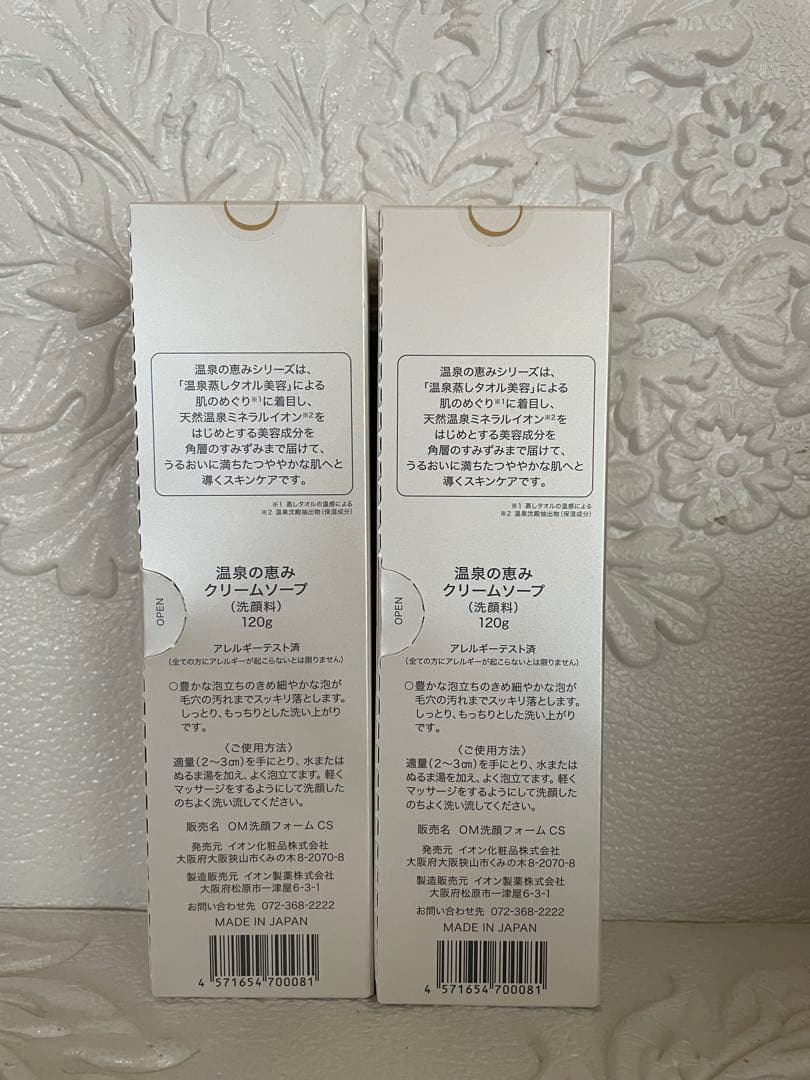 温泉の恵みシリーズは、
「温泉蒸しタオル美容」による
肌のめぐり※1に着目し、
天然温泉ミネラルイオン※2を
はじめとする美容成分を
角層のすみずみまで届けて、
うるおいに満ちたつややかな肌へと
導くスキンケアです。
※1 蒸しタオルの温感による
※2 温泉沈殿抽出物(保湿成分)
OPEN
温泉の恵み
クリームソープ
(洗顔料)
120g
アレルギーテスト済
(全ての方にアレルギーが起こらないとは限りません)
○豊かな泡立ちのきめ細やかな泡が
毛穴の汚れまでスッキリ落とします。
しっとり、もっちりとした洗い上がり
です。
〈ご使用方法〉
適量(2〜3㎝)を手にとり、水または
ぬるま湯を加え、よく泡立てます。軽く
マッサージをするようにして洗顔した
のちよく洗い流してください。
販売名 OM洗顔フォーム CS
発売元 イオン化粧品株式会社
大阪府大阪狭山市くみの木8-2070-8
製造販売元 イオン製薬株式会社
大阪府松原市一津屋6-3-1
お問い合わせ先 072-368-2222
MADE IN JAPAN
4 571654 700081
温泉の恵みシリーズは、
「温泉蒸しタオル美容」による
肌のめぐり※1に着目し、
天然温泉ミネラルイオン※2を
はじめとする美容成分を
角層のすみずみまで届けて、
うるおいに満ちたつややかな肌へと
導くスキンケアです。
※1 蒸しタオルの温感による
※2 温泉沈殿抽出物(保湿成分)
OPEN
温泉の恵み
クリームソープ
(洗顔料)
120g
アレルギーテスト済
(全ての方にアレルギーが起こらないとは限りません)
○豊かな泡立ちのきめ細やかな泡が
毛穴の汚れまでスッキリ落とします。
しっとり、もっちりとした洗い上がり
です。
〈ご使用方法〉
適量(2〜3㎝)を手にとり、水または
ぬるま湯を加え、よく泡立てます。軽く
マッサージをするようにして洗顔した
のちよく洗い流してください。
販売名 OM洗顔フォーム CS
発売元 イオン化粧品株式会社
大阪府大阪狭山市くみの木8-2070-8
製造販売元 イオン製薬株式会社
大阪府松原市一津屋6-3-1
お問い合わせ先 072-368-2222
MADE IN JAPAN
4 571654 700081